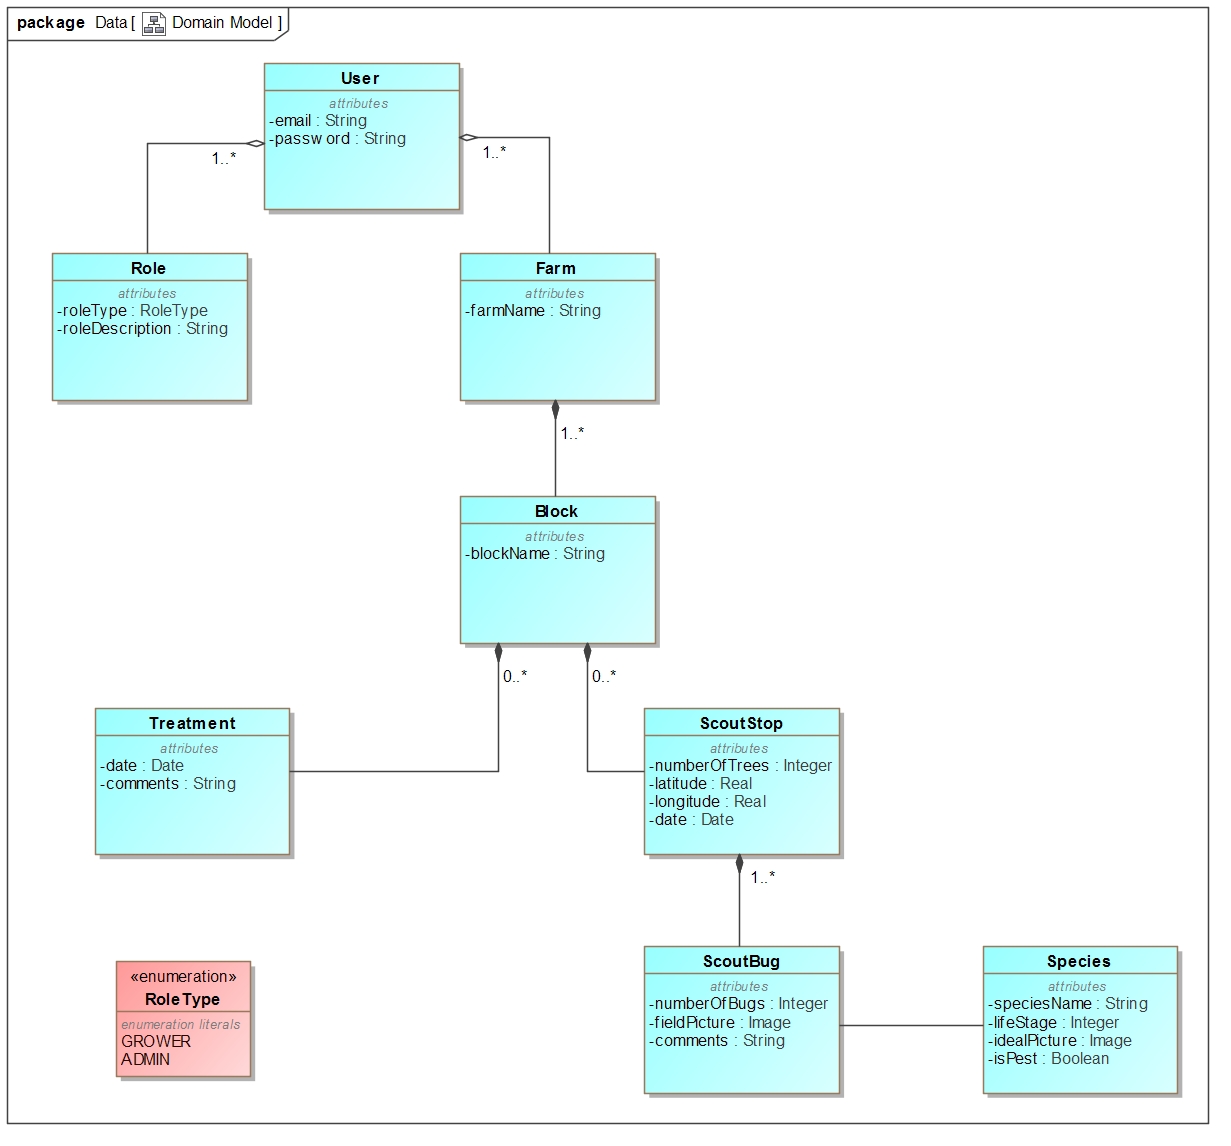 package Data [ Domain Model ]
User
attributes
-email : String
-password : String
1..*
1..*
Role
attributes
-roleType : RoleType
-roleDescription : String
Farm
attributes
-farmName : String
1..*
Block
attributes
-blockName : String
0..*
0..*
Treatment
attributes
-date : Date
-comments : String
ScoutStop
attributes
-numberOfTrees : Integer
-latitude : Real
-longitude : Real
-date : Date
1..*
«enumeration»
RoleType
enumeration literals
GROWER
ADMIN
ScoutBug
attributes
-numberOfBugs : Integer
-fieldPicture : Image
-comments : String
Species
attributes
-speciesName : String
-lifeStage : Integer
-idealPicture : Image
-isPest : Boolean